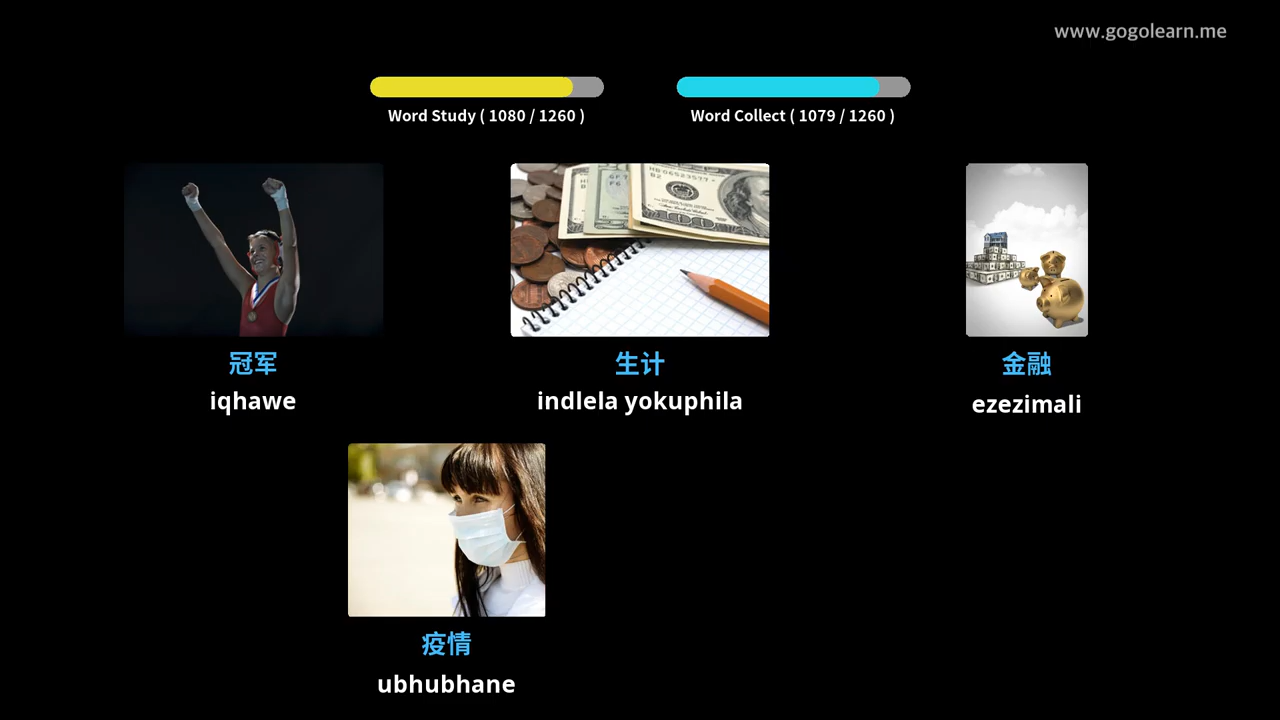 www.gogolearn.me
Word Study ( 1080 / 1260 )
Word Collect ( 1079 / 1260 )
冠军
生计
金融
iqhawe
indlela yokuphila
ezezimali
疫情
ubhubhane